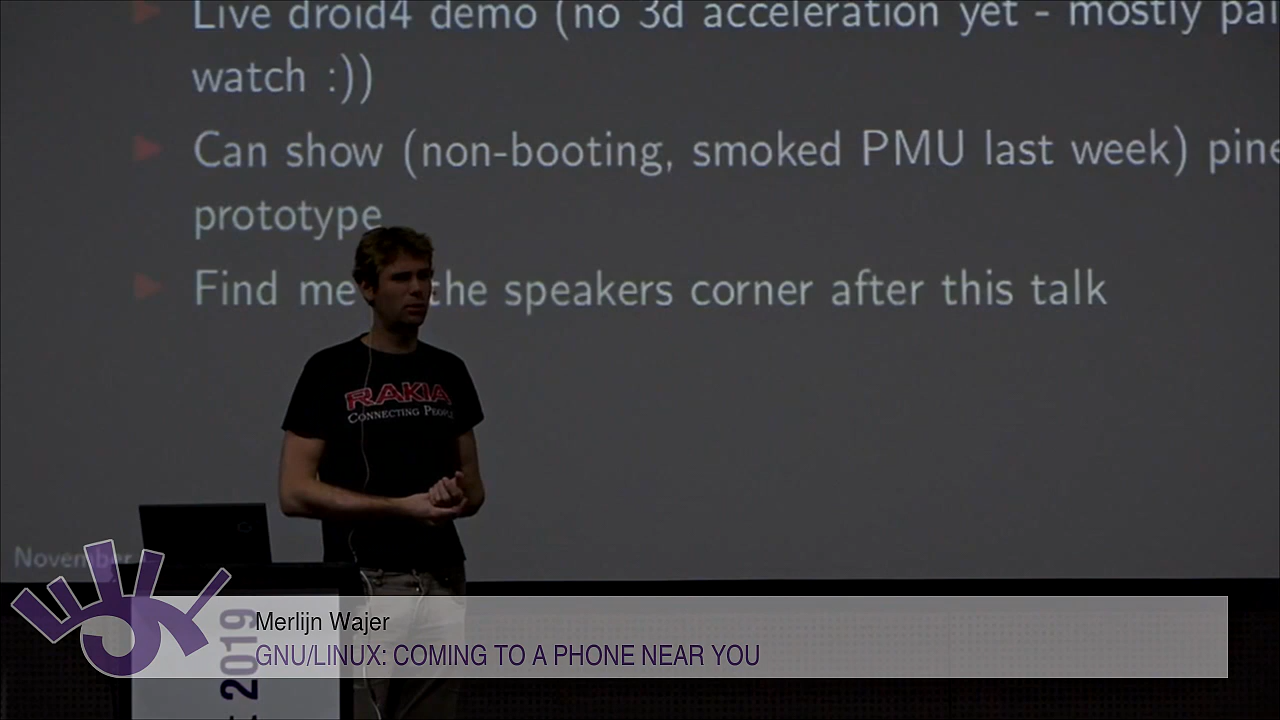 Live droid4 demo (no 3d acceleration yet - mostly
watch :))
Can show (non-booting, smoked PMU last week)
prototype
Find me the speakers corner after this talk
RAKIA
CONNECTING
November
2019
Merlijn Wajer
GNU/LINUX: COMING TO A PHONE NEAR YOU